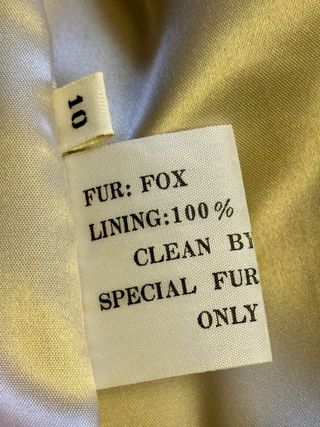 10
FUR: FOX
LINING:100%
CLEAN BY
SPECIAL FUR
ONLY